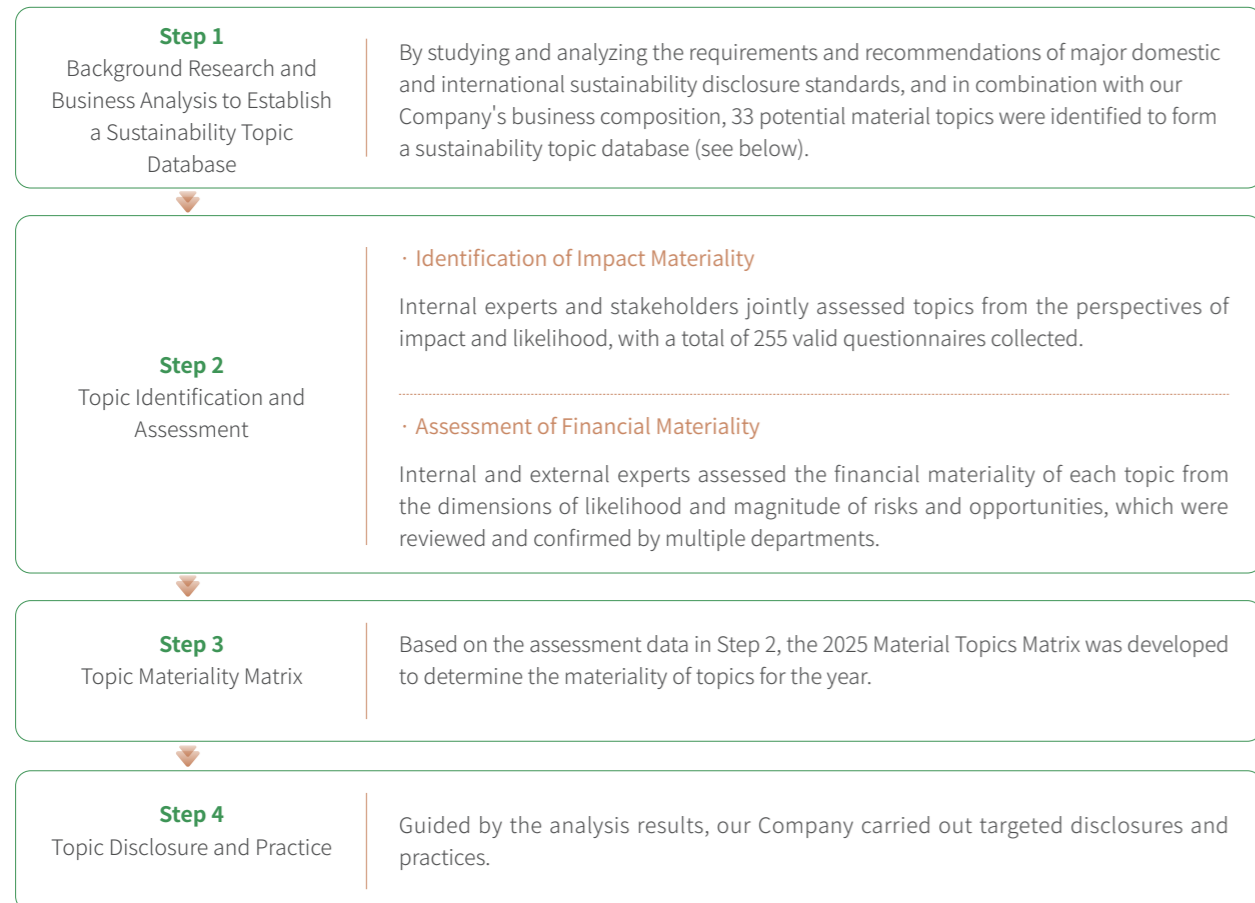 Step 1
Background Research and
Business Analysis to Establish
a Sustainability Topic
Database
By studying and analyzing the requirements and recommendations of major domestic
and international sustainability disclosure standards, and in combination with our
Company's business composition, 33 potential material topics were identified to form
a sustainability topic database (see below).
Step 2
Topic Identification and
Assessment
· Identification of Impact Materiality
Internal experts and stakeholders jointly assessed topics from the perspectives of
impact and likelihood, with a total of 255 valid questionnaires collected.
· Assessment of Financial Materiality
Internal and external experts assessed the financial materiality of each topic from
the dimensions of likelihood and magnitude of risks and opportunities, which were
reviewed and confirmed by multiple departments.
Step 3
Topic Materiality Matrix
Based on the assessment data in Step 2, the 2025 Material Topics Matrix was developed
to determine the materiality of topics for the year.
Step 4
Topic Disclosure and Practice
Guided by the analysis results, our Company carried out targeted disclosures and
practices.